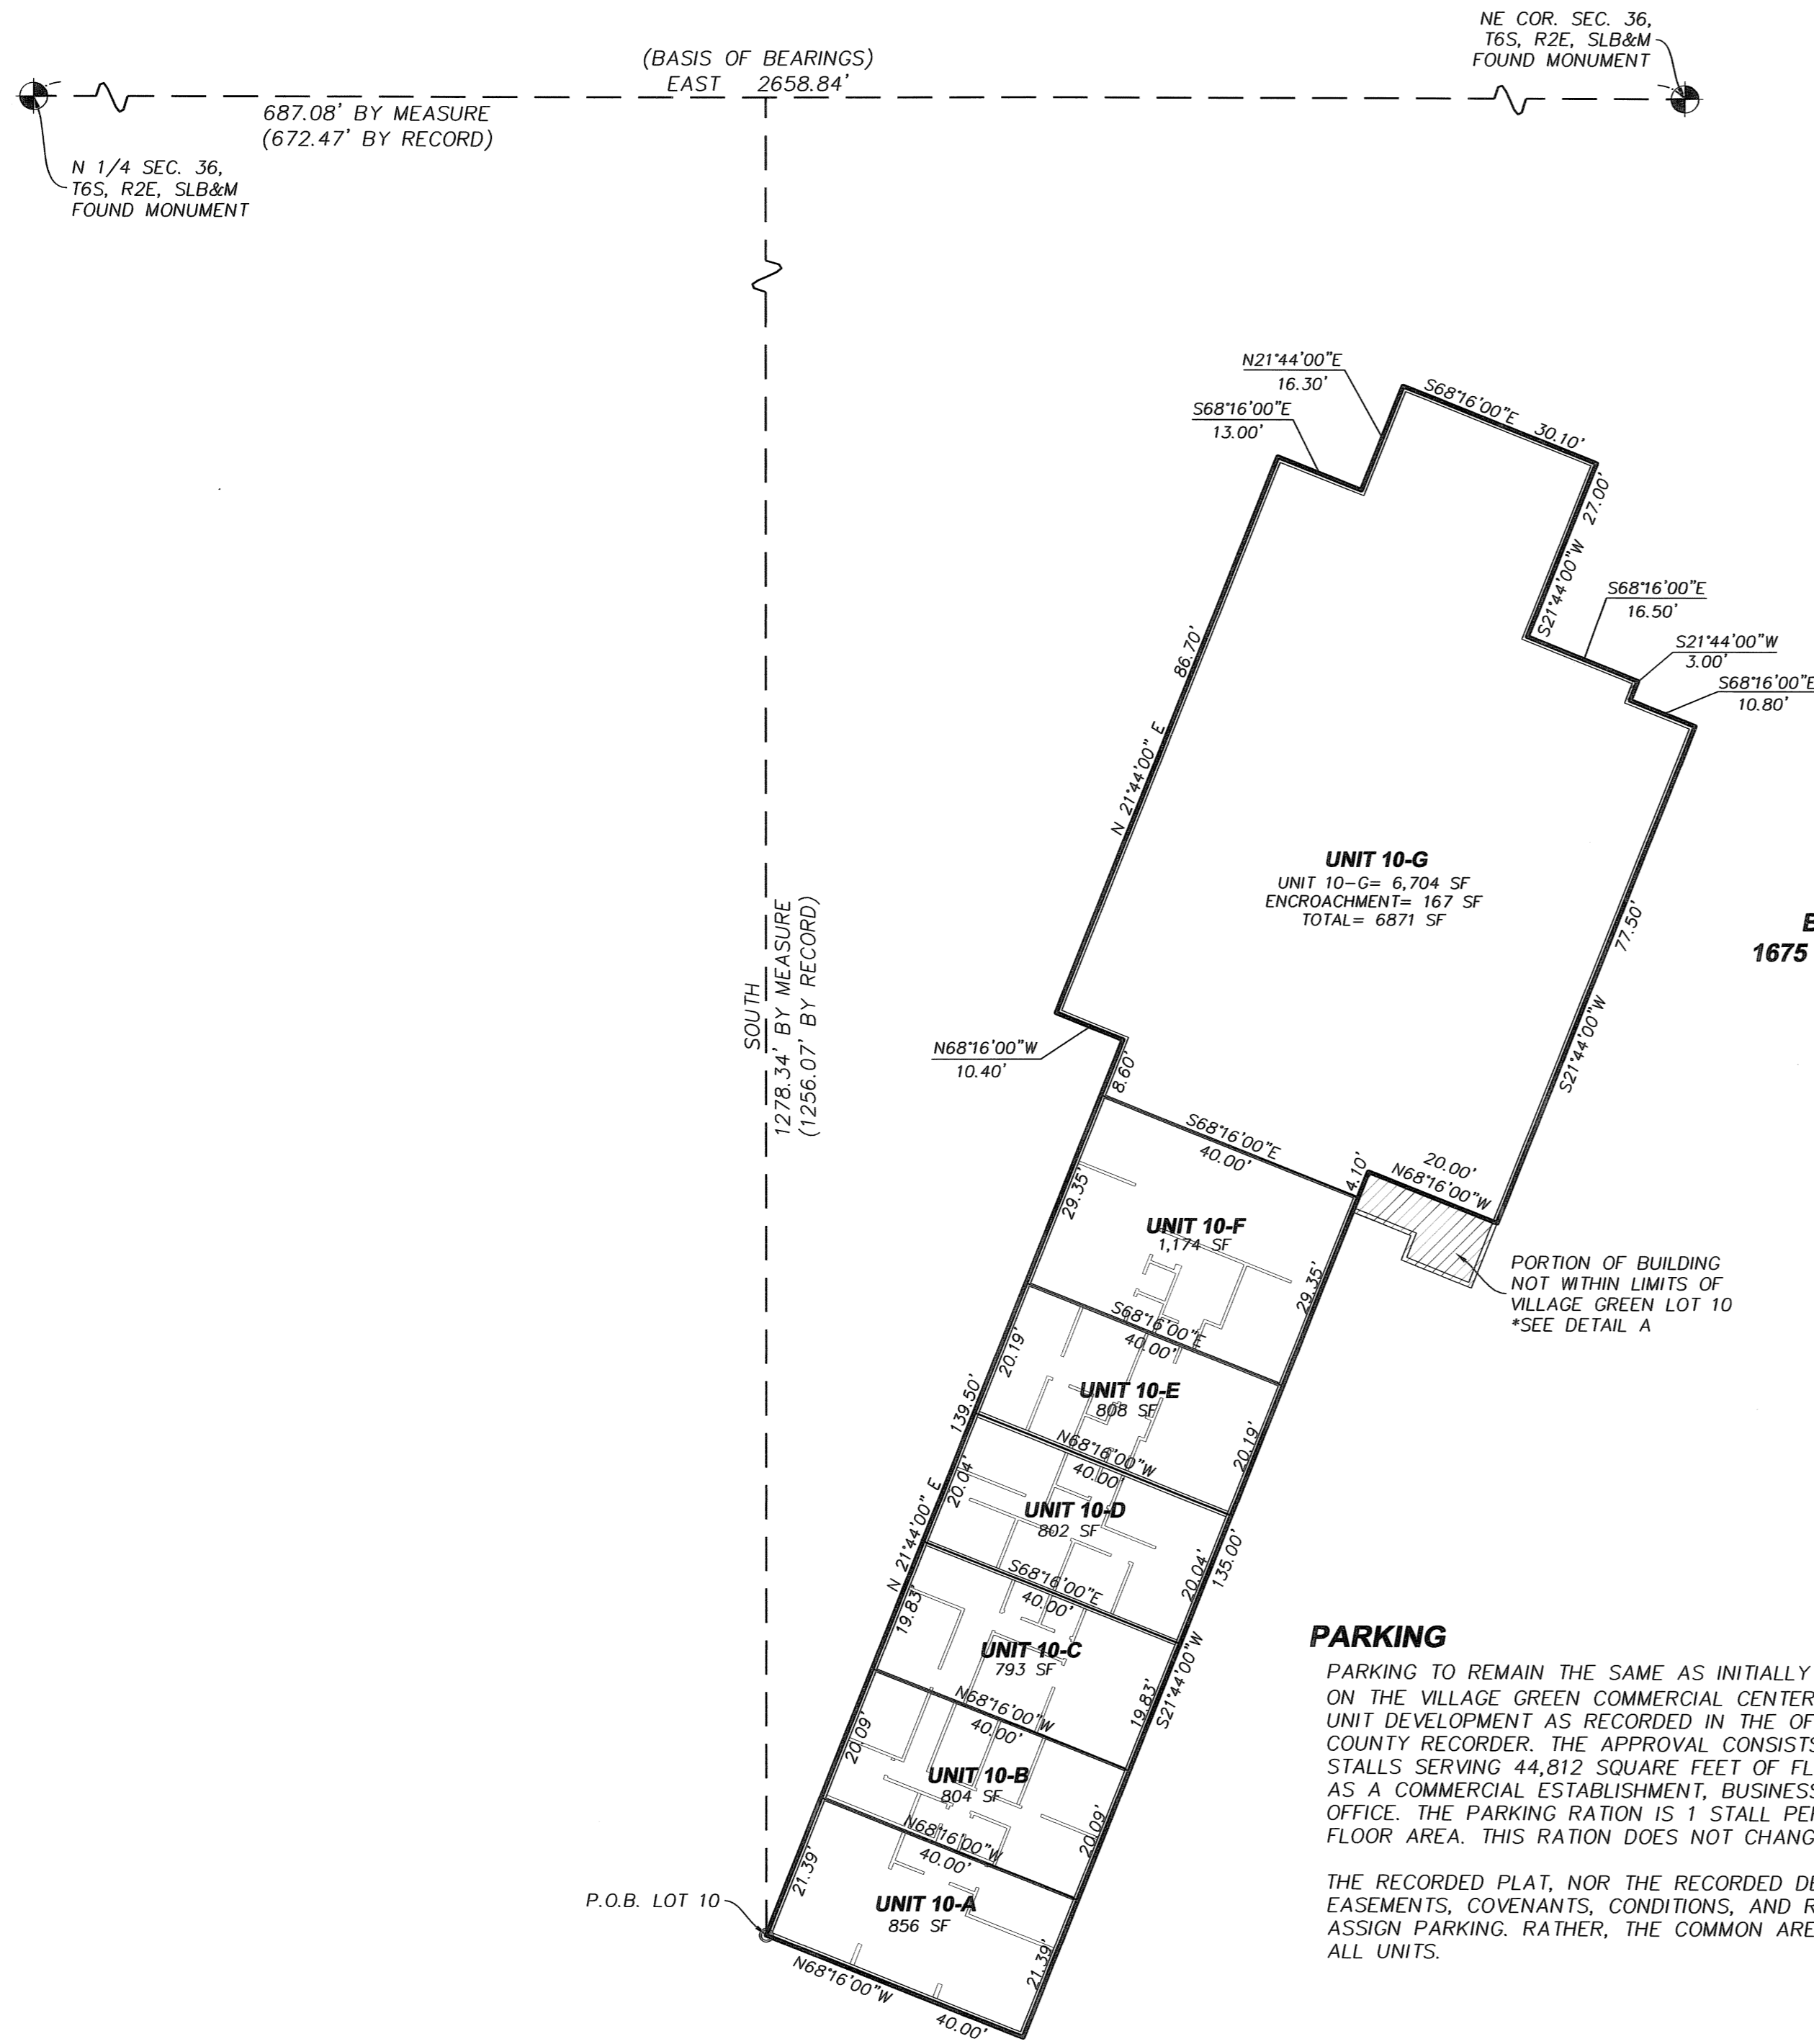 NE COR. SEC. 36,
T6S, R2E, SLB&M
FOUND MONUMENT
(BASIS OF BEARINGS)
EAST 2658.84'
687.08' BY MEASURE
(672.47' BY RECORD)
N 1/4 SEC. 36,
T6S, R2E, SLB&M
FOUND MONUMENT
N21°44'00"E
16.30'
S68°16'00"E
13.00'
S68°16'00"E 30.10'
S21°44'00"W 27.00'
S68°16'00"E
16.50'
S21°44'00"W
3.00'
S68°16'00"E
10.80'
N 21°44'00" E 86.70'
UNIT 10-G
UNIT 10-G= 6,704 SF
ENCROACHMENT= 167 SF
TOTAL= 6871 SF
1675
S21°44'00"W 77.50'
SOUTH
1278.34' BY MEASURE
(1256.07' BY RECORD)
N68°16'00"W
10.40'
8.60'
S68°16'00"E
40.00'
4.10'
20.00'
N68°16'00"W
29.35'
UNIT 10-F
1,174 SF
29.35'
PORTION OF BUILDING
NOT WITHIN LIMITS OF
VILLAGE GREEN LOT 10
*SEE DETAIL A
S68°16'00"E
40.00'
20.19'
UNIT 10-E
808 SF
20.19'
N 21°44'00" E 139.50'
N68°16'00"W
40.00'
20.04'
UNIT 10-D
802 SF
20.04'
S21°44'00"W 135.00'
S68°16'00"E
40.00'
19.83'
UNIT 10-C
793 SF
19.83'
N68°16'00"W
40.00'
20.09'
UNIT 10-B
804 SF
20.09'
N68°16'00"W
40.00'
21.39'
UNIT 10-A
856 SF
21.39'
P.O.B. LOT 10
N68°16'00"W 40.00'
PARKING
PARKING TO REMAIN THE SAME AS INITIALLY
ON THE VILLAGE GREEN COMMERCIAL CENTER
UNIT DEVELOPMENT AS RECORDED IN THE
COUNTY RECORDER. THE APPROVAL CONSISTS
STALLS SERVING 44,812 SQUARE FEET OF
AS A COMMERCIAL ESTABLISHMENT, BUSINESS
OFFICE. THE PARKING RATION IS 1 STALL
FLOOR AREA. THIS RATION DOES NOT
THE RECORDED PLAT, NOR THE RECORDED
EASEMENTS, COVENANTS, CONDITIONS, AND
ASSIGN PARKING. RATHER, THE COMMON
ALL UNITS.